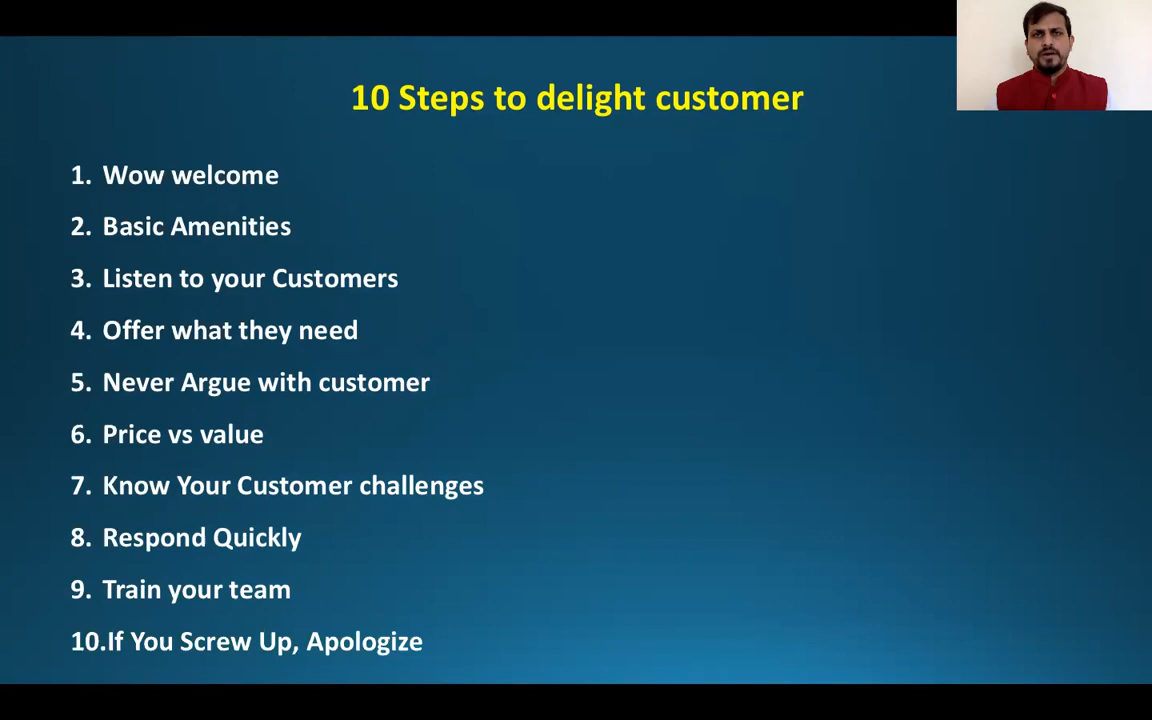 10 Steps to delight customer
1. Wow welcome
2. Basic Amenities
3. Listen to your Customers
4. Offer what they need
5. Never Argue with customer
6. Price vs value
7. Know Your Customer challenges
8. Respond Quickly
9. Train your team
10.If You Screw Up, Apologize